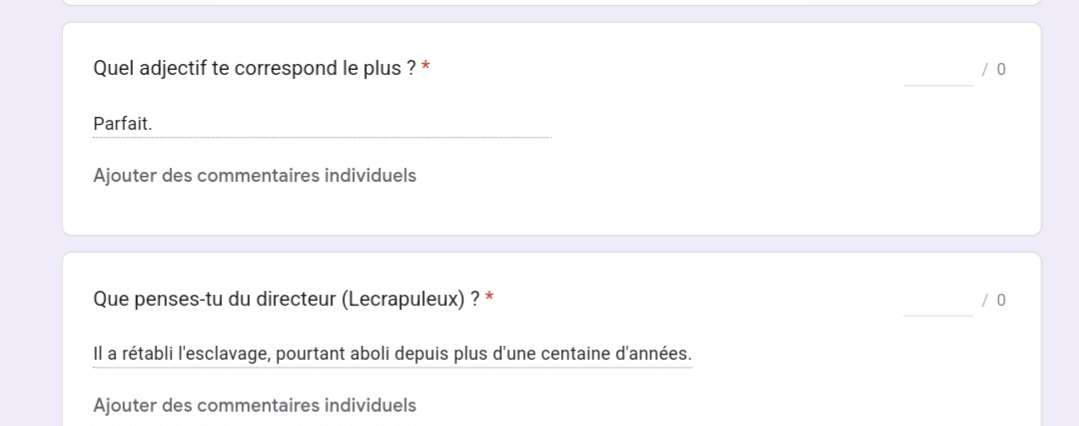 Quel adjectif te correspond le plus ? *
/ 0
Parfait.
Ajouter des commentaires individuels
Que penses-tu du directeur (Lecrapuleux) ? *
/ 0
Il a rétabli l'esclavage, pourtant aboli depuis plus d'une centaine d'années.
Ajouter des commentaires individuels